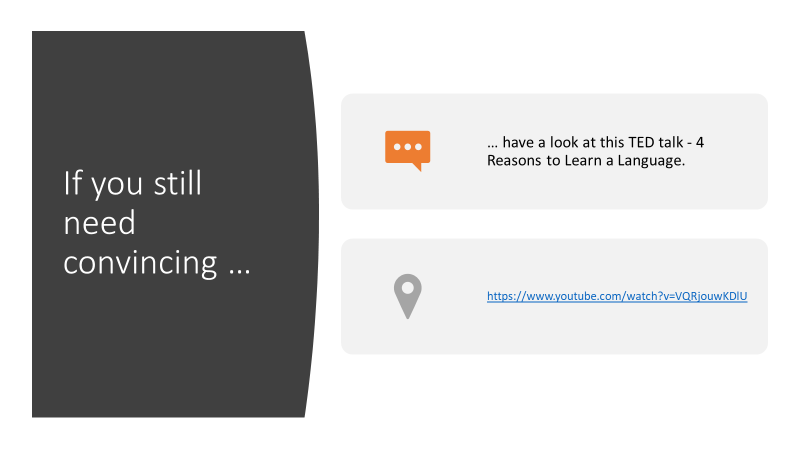 If you still
need
convincing …
… have a look at this TED talk - 4
Reasons to Learn a Language.
https://www.youtube.com/watch?v=VQRjouwKDlU